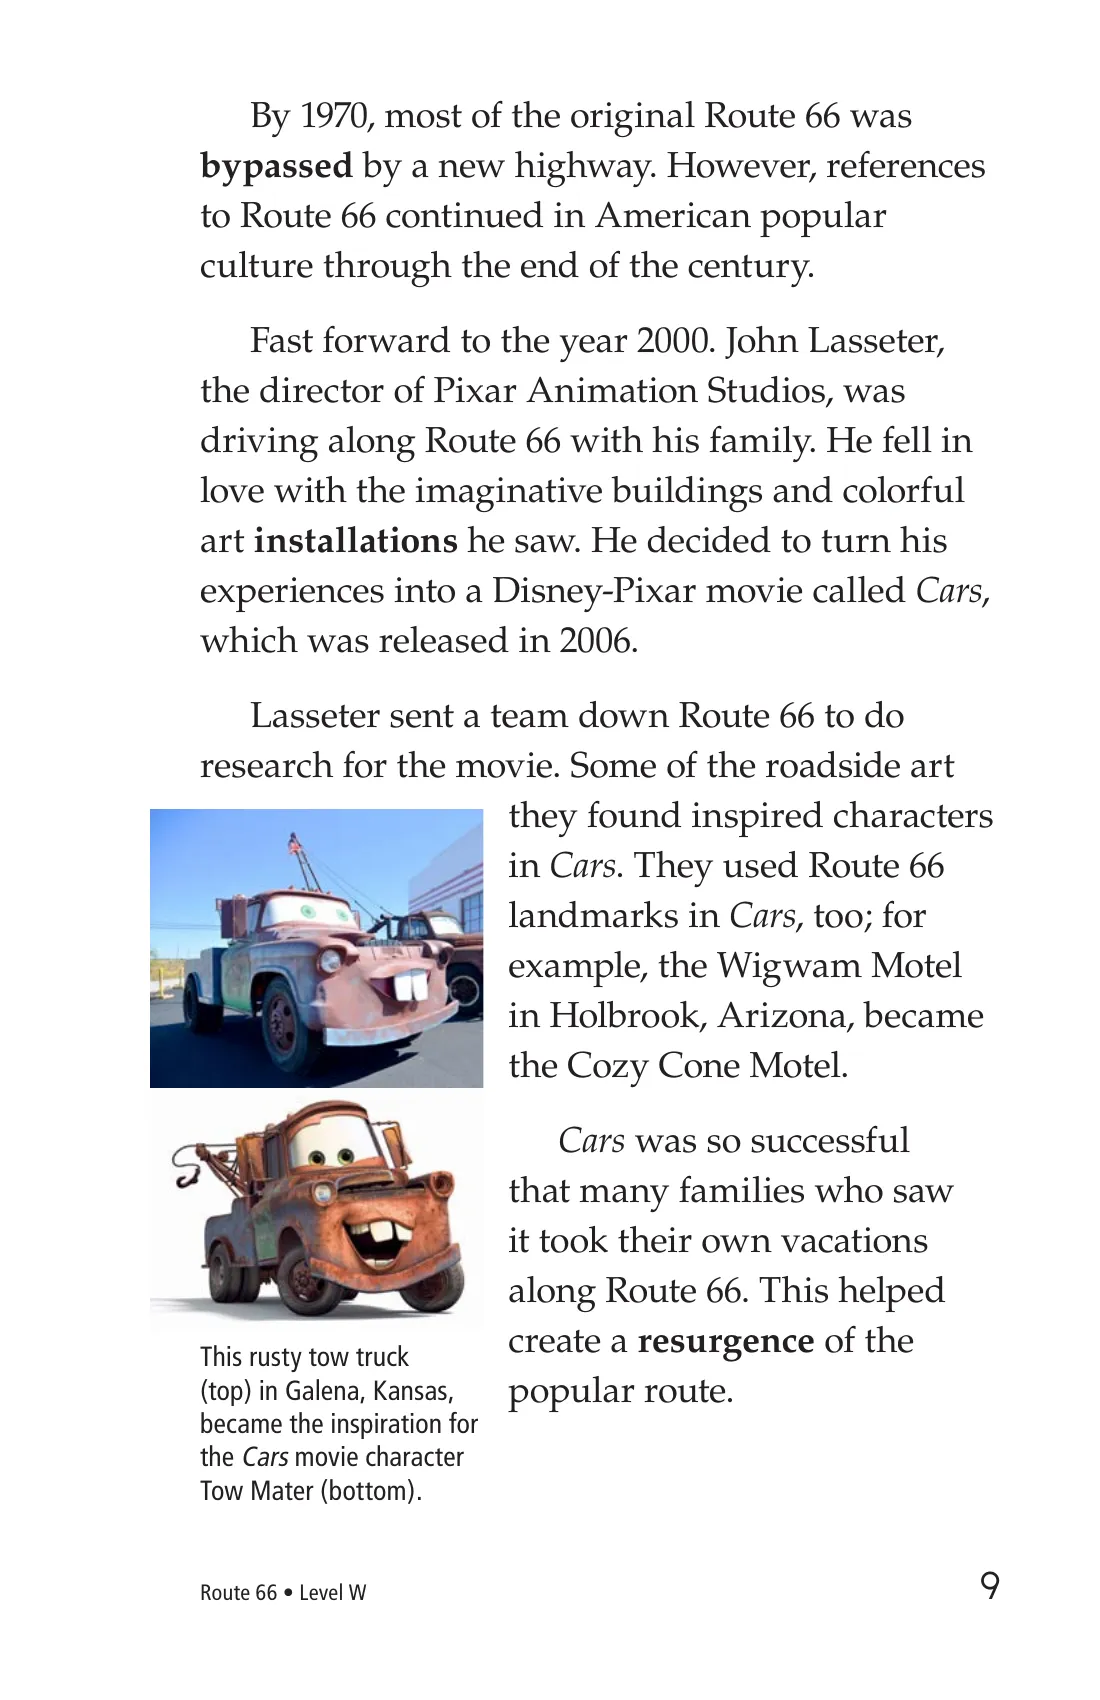 By 1970, most of the original Route 66 was
bypassed by a new highway. However, references
to Route 66 continued in American popular
culture through the end of the century.
Fast forward to the year 2000. John Lasseter,
the director of Pixar Animation Studios, was
driving along Route 66 with his family. He fell in
love with the imaginative buildings and colorful
art installations he saw. He decided to turn his
experiences into a Disney-Pixar movie called Cars,
which was released in 2006.
Lasseter sent a team down Route 66 to do
research for the movie. Some of the roadside art
they found inspired characters
in Cars. They used Route 66
landmarks in Cars, too; for
example, the Wigwam Motel
in Holbrook, Arizona, became
the Cozy Cone Motel.
Cars was so successful
that many families who saw
it took their own vacations
along Route 66. This helped
create a resurgence of the
popular route.
This rusty tow truck
(top) in Galena, Kansas,
became the inspiration for
the Cars movie character
Tow Mater (bottom).
Route 66 • Level W
9